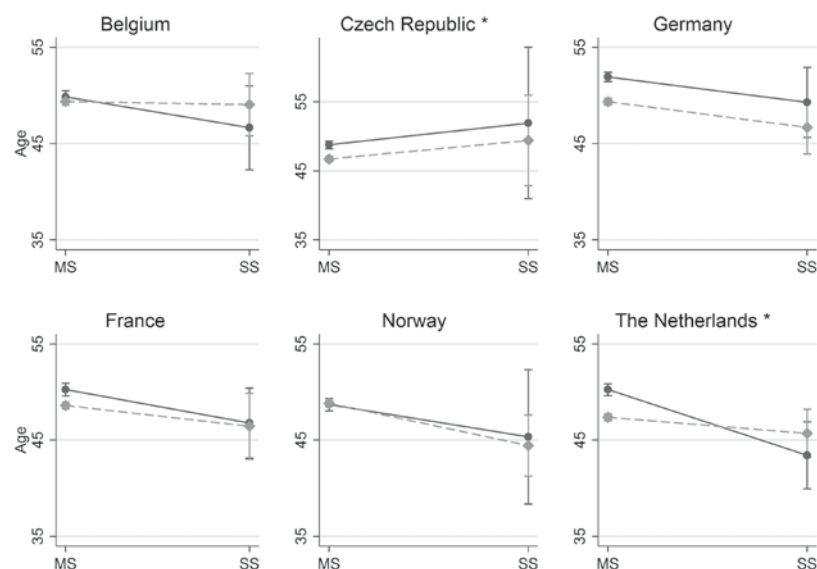 Belgium
Czech Republic *
Germany
Age
55
45
35
MS
SS
55
45
35
MS
SS
55
45
35
MS
SS
France
Norway
The Netherlands *
Age
55
45
35
MS
SS
55
45
35
MS
SS
55
45
35
MS
SS